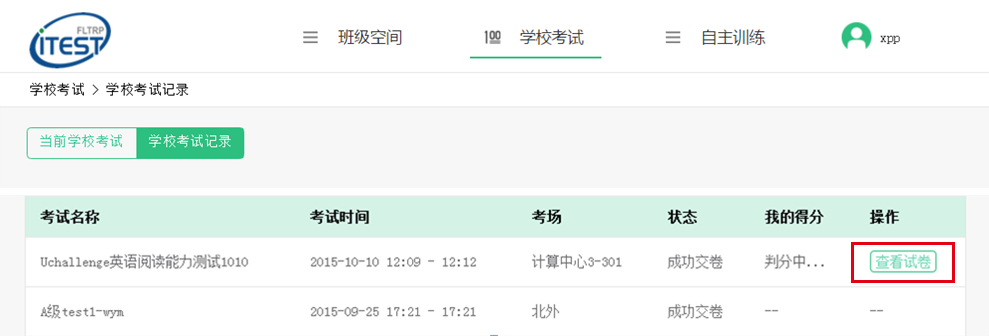 FLTRP
iTEST
班级空间
100 学校考试
自主训练
xpp
学校考试 > 学校考试记录
当前学校考试 学校考试记录
考试名称 考试时间 考场 状态 我的得分 操作
Uchallenge英语阅读能力测试1010 2015-10-10 12:09 - 12:12 计算中心3-301 成功交卷 判分中... 查看试卷
A级test1-wym 2015-09-25 17:21 - 17:21 北外 成功交卷 -- --